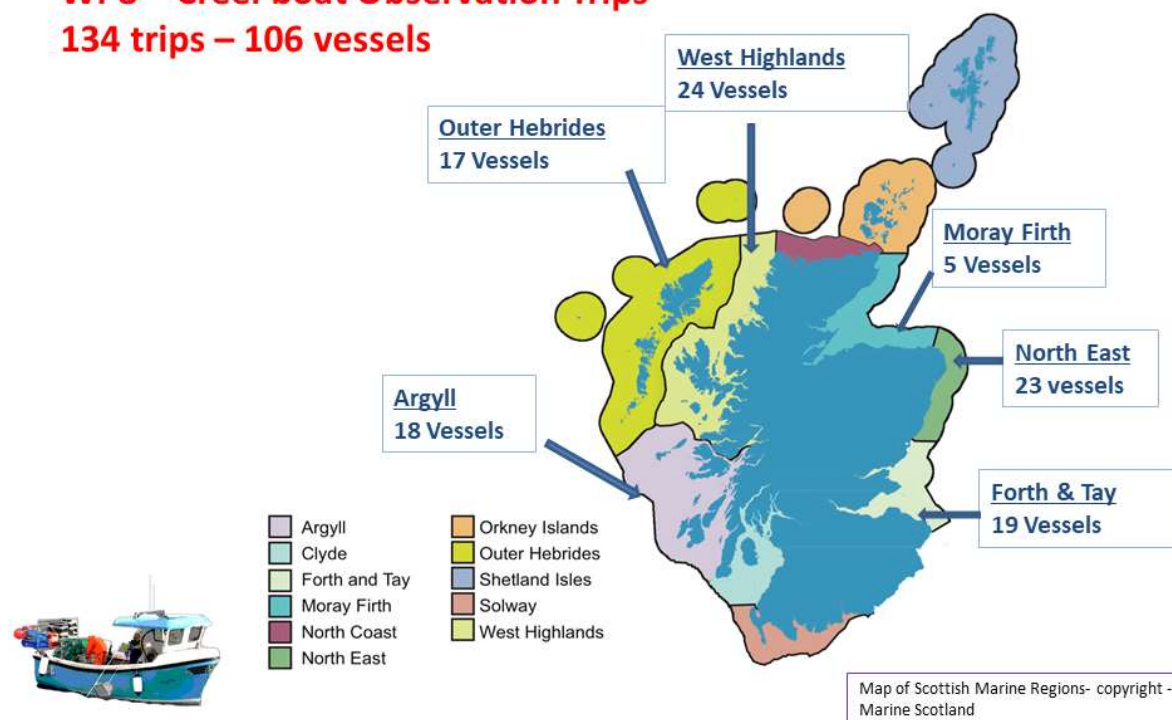 134 trips – 106 vessels
West Highlands
24 Vessels
Outer Hebrides
17 Vessels
Moray Firth
5 Vessels
North East
23 vessels
Argyll
18 Vessels
Forth & Tay
19 Vessels
Argyll
Clyde
Forth and Tay
Moray Firth
North Coast
North East
Orkney Islands
Outer Hebrides
Shetland Isles
Solway
West Highlands
Map of Scottish Marine Regions- copyright -
Marine Scotland